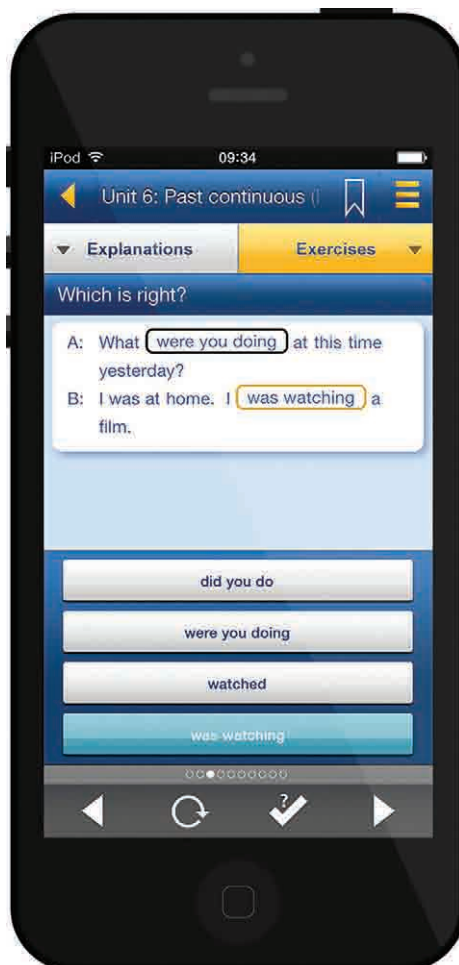 iPod 09:34
Unit 6: Past continuous (
Explanations Exercises
Which is right?
A: What were you doing at this time
yesterday?
B: I was at home. I was watching a
film.
did you do
were you doing
watched
was watching
?